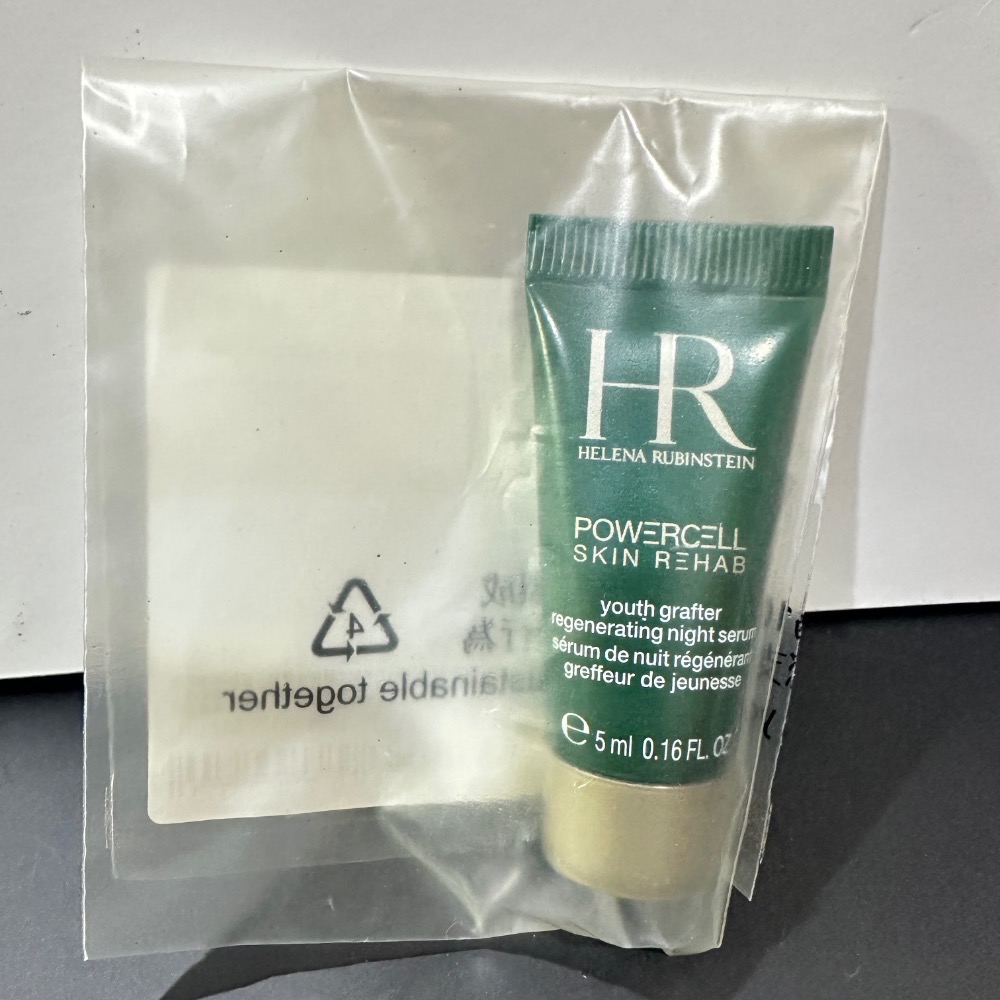 HR
HELENA RUBINSTEIN
POWERCELL
SKIN REHAB
youth grafter
regenerating night serum
sérum de nuit régénérant
greffeur de jeunesse
e 5 ml 0.16 FL. OZ
4
為
together